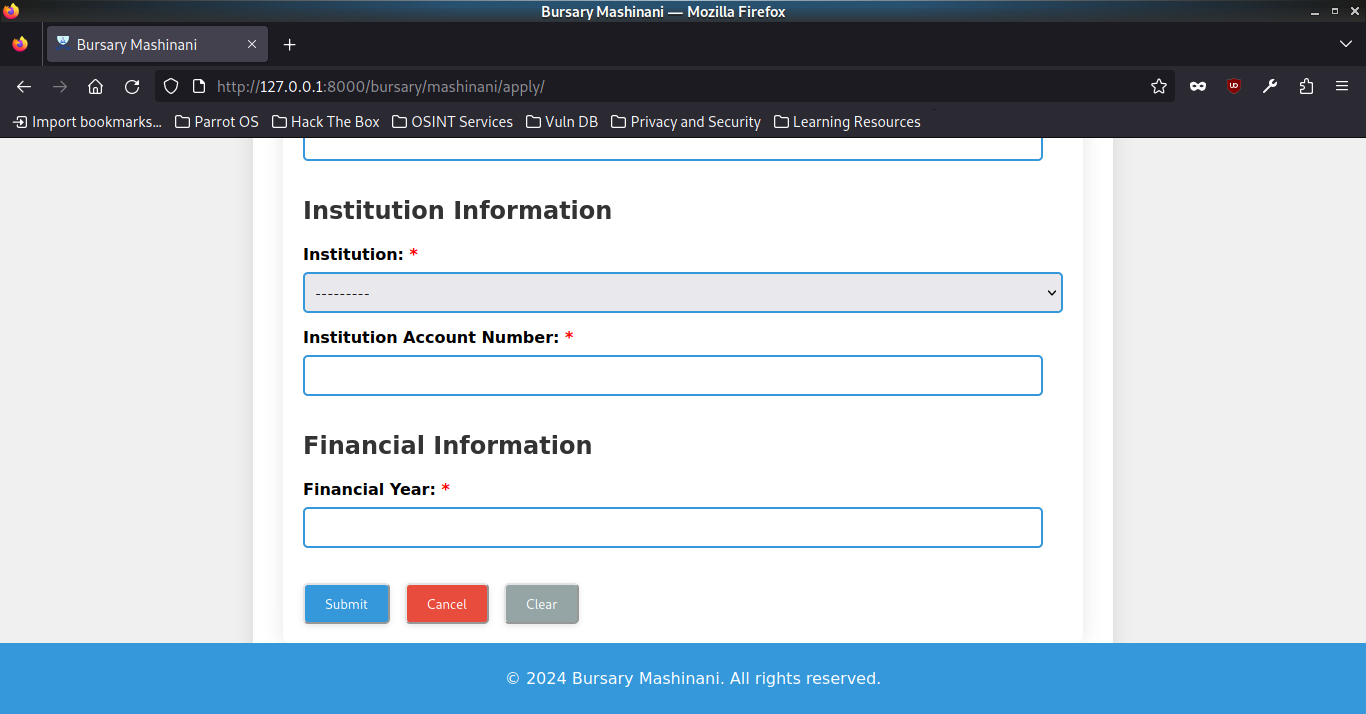 Bursary Mashinani — Mozilla Firefox
Bursary Mashinani
http://127.0.0.1:8000/bursary/mashinani/apply/
Import bookmarks... Parrot OS Hack The Box OSINT Services Vuln DB Privacy and Security Learning Resources
Institution Information
Institution: *
---------
Institution Account Number: *
Financial Information
Financial Year: *
Submit Cancel Clear
© 2024 Bursary Mashinani. All rights reserved.